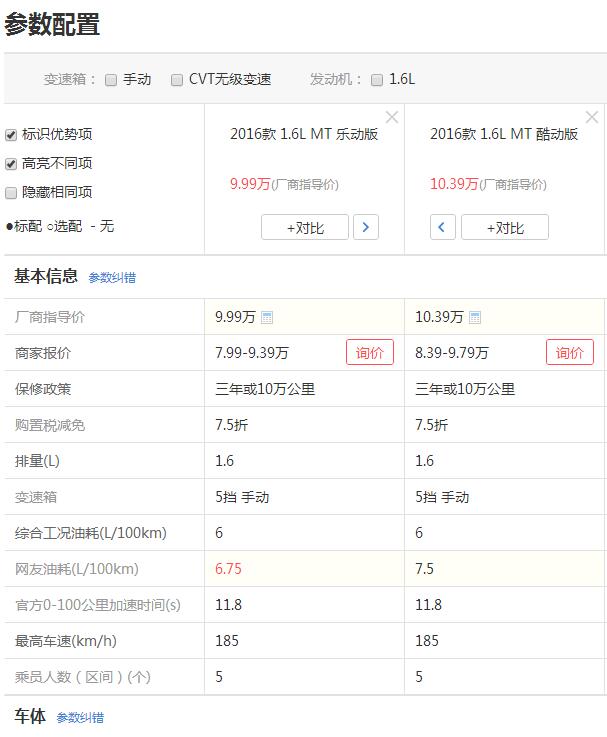 参数配置
变速箱： 手动 CVT无级变速 发动机： 1.6L
标识优势项
高亮不同项
隐藏相同项
●标配 ○选配 - 无
2016款 1.6L MT 乐动版
9.99万(厂商指导价)
+对比
2016款 1.6L MT 酷动版
10.39万(厂商指导价)
+对比
基本信息 参数纠错
厂商指导价 9.99万 10.39万
商家报价 7.99-9.39万 询价 8.39-9.79万 询价
保修政策 三年或10万公里 三年或10万公里
购置税减免 7.5折 7.5折
排量(L) 1.6 1.6
变速箱 5挡 手动 5挡 手动
综合工况油耗(L/100km) 6 6
网友油耗(L/100km) 6.75 7.5
官方0-100公里加速时间(s) 11.8 11.8
最高车速(km/h) 185 185
乘员人数（区间）(个) 5 5
车体 参数纠错